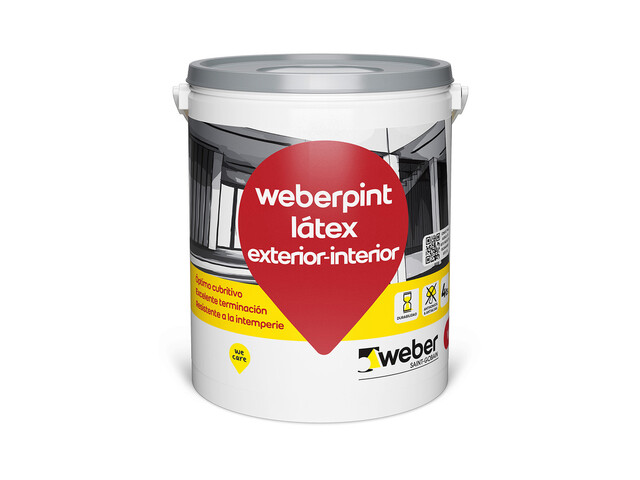 weberpint
látex
exterior-interior
Óptimo cubritivo
Excelente terminación
Resistente a la intemperie
DURABILIDAD
we
care
weber
SAINT-GOBAIN